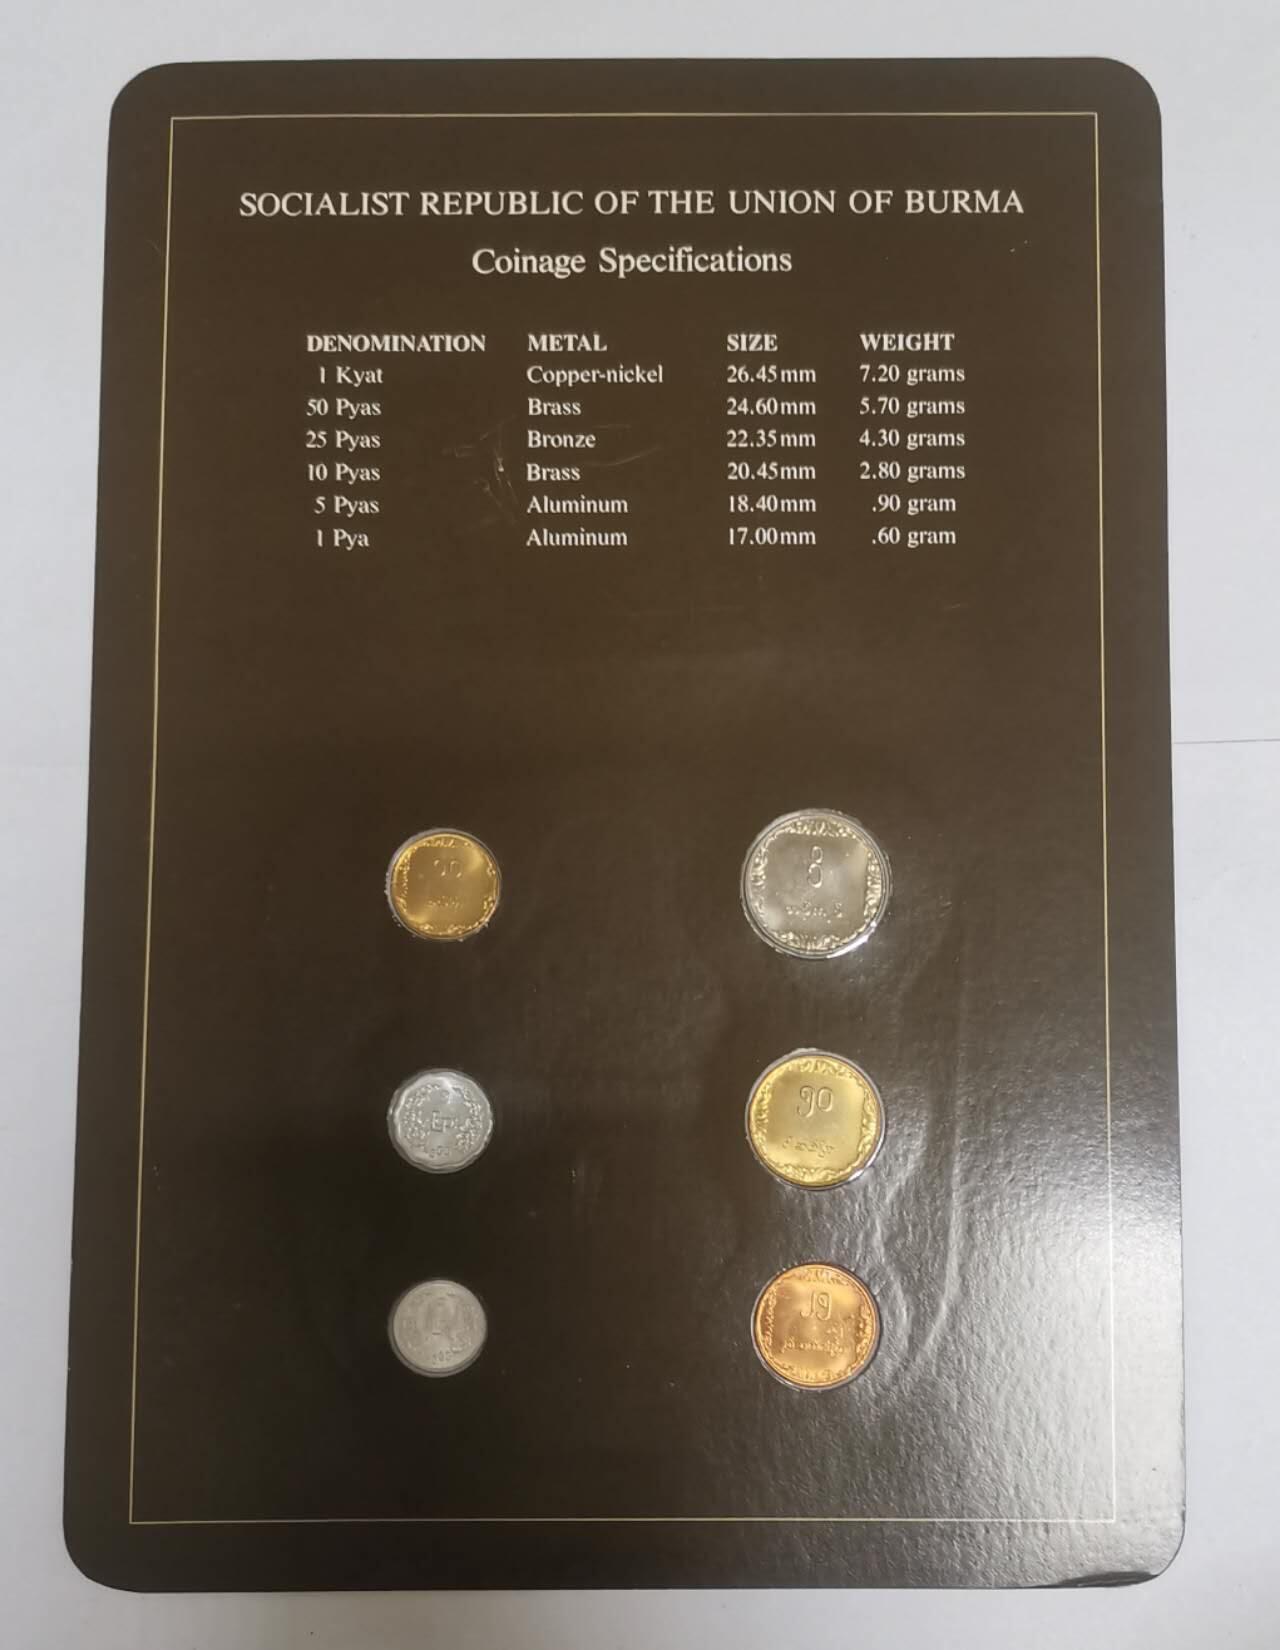 SOCIALIST REPUBLIC OF THE UNION OF BURMA
Coinage Specifications
DENOMINATION METAL SIZE WEIGHT
1 Kyat Copper-nickel 26.45mm 7.20 grams
50 Pyas Brass 24.60mm 5.70 grams
25 Pyas Bronze 22.35mm 4.30 grams
10 Pyas Brass 20.45mm 2.80 grams
5 Pyas Aluminum 18.40mm .90 gram
1 Pya Aluminum 17.00mm .60 gram
၁၀
၅၀
၂၅